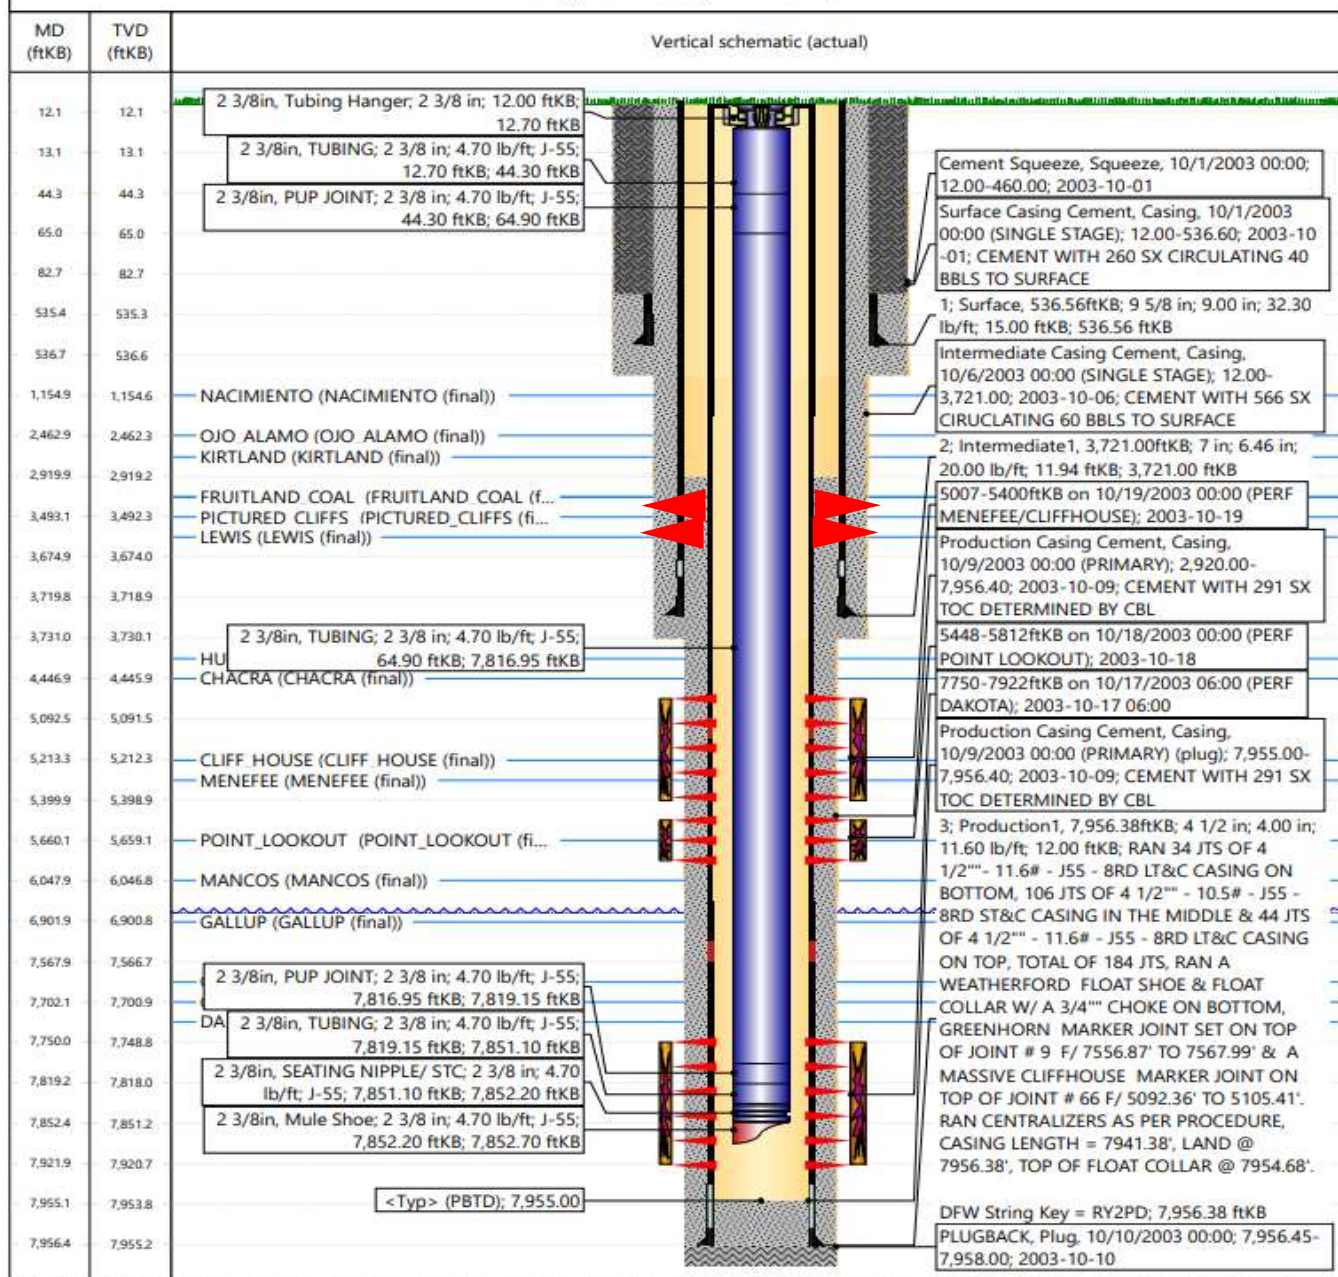 MD
(ftKB)
TVD
(ftKB)
Vertical schematic (actual)
12.1 12.1
13.1 13.1
44.3 44.3
65.0 65.0
82.7 82.7
535.4 535.3
536.7 536.6
1,154.9 1,154.6
2,462.9 2,462.3
2,919.9 2,919.2
3,493.1 3,492.3
3,674.9 3,674.0
3,719.8 3,718.9
3,731.0 3,730.1
4,446.9 4,445.9
5,092.5 5,091.5
5,213.3 5,212.3
5,399.9 5,398.9
5,660.1 5,659.1
6,047.9 6,046.8
6,901.9 6,900.8
7,567.9 7,566.7
7,702.1 7,700.9
7,750.0 7,748.8
7,819.2 7,818.0
7,852.4 7,851.2
7,921.9 7,920.7
7,955.1 7,953.8
7,956.4 7,955.2
2 3/8in, Tubing Hanger; 2 3/8 in; 12.00 ftKB;
12.70 ftKB
2 3/8in, TUBING; 2 3/8 in; 4.70 lb/ft; J-55;
12.70 ftKB; 44.30 ftKB
2 3/8in, PUP JOINT; 2 3/8 in; 4.70 lb/ft; J-55;
44.30 ftKB; 64.90 ftKB
NACIMIENTO (NACIMIENTO (final))
OJO_ALAMO (OJO_ALAMO (final))
KIRTLAND (KIRTLAND (final))
FRUITLAND_COAL (FRUITLAND_COAL (f...
PICTURED_CLIFFS (PICTURED_CLIFFS (fi...
LEWIS (LEWIS (final))
2 3/8in, TUBING; 2 3/8 in; 4.70 lb/ft; J-55;
64.90 ftKB; 7,816.95 ftKB
HU
CHACRA (CHACRA (final))
CLIFF_HOUSE (CLIFF_HOUSE (final))
MENEFEE (MENEFEE (final))
POINT_LOOKOUT (POINT_LOOKOUT (fi...
MANCOS (MANCOS (final))
GALLUP (GALLUP (final))
2 3/8in, PUP JOINT; 2 3/8 in; 4.70 lb/ft; J-55;
7,816.95 ftKB; 7,819.15 ftKB
DA
2 3/8in, TUBING; 2 3/8 in; 4.70 lb/ft; J-55;
7,819.15 ftKB; 7,851.10 ftKB
2 3/8in, SEATING NIPPLE/ STC; 2 3/8 in; 4.70
lb/ft; J-55; 7,851.10 ftKB; 7,852.20 ftKB
2 3/8in, Mule Shoe; 2 3/8 in; 4.70 lb/ft; J-55;
7,852.20 ftKB; 7,852.70 ftKB
<Typ> (PBTD); 7,955.00
Cement Squeeze, Squeeze, 10/1/2003 00:00;
12.00-460.00; 2003-10-01
Surface Casing Cement, Casing, 10/1/2003
00:00 (SINGLE STAGE); 12.00-536.60; 2003-10
-01; CEMENT WITH 260 SX CIRCULATING 40
BBLS TO SURFACE
1; Surface, 536.56ftKB; 9 5/8 in; 9.00 in; 32.30
lb/ft; 15.00 ftKB; 536.56 ftKB
Intermediate Casing Cement, Casing,
10/6/2003 00:00 (SINGLE STAGE); 12.00-
3,721.00; 2003-10-06; CEMENT WITH 566 SX
CIRUCLATING 60 BBLS TO SURFACE
2; Intermediate1, 3,721.00ftKB; 7 in; 6.46 in;
20.00 lb/ft; 11.94 ftKB; 3,721.00 ftKB
5007-5400ftKB on 10/19/2003 00:00 (PERF
MENEFEE/CLIFFHOUSE); 2003-10-19
Production Casing Cement, Casing,
10/9/2003 00:00 (PRIMARY); 2,920.00-
7,956.40; 2003-10-09; CEMENT WITH 291 SX
TOC DETERMINED BY CBL
5448-5812ftKB on 10/18/2003 00:00 (PERF
POINT LOOKOUT); 2003-10-18
7750-7922ftKB on 10/17/2003 06:00 (PERF
DAKOTA); 2003-10-17 06:00
Production Casing Cement, Casing,
10/9/2003 00:00 (PRIMARY) (plug); 7,955.00-
7,956.40; 2003-10-09; CEMENT WITH 291 SX
TOC DETERMINED BY CBL
3; Production1, 7,956.38ftKB; 4 1/2 in; 4.00 in;
11.60 lb/ft; 12.00 ftKB; RAN 34 JTS OF 4
1/2""- 11.6# - J55 - 8RD LT&C CASING ON
BOTTOM, 106 JTS OF 4 1/2"" - 10.5# - J55 -
8RD ST&C CASING IN THE MIDDLE & 44 JTS
OF 4 1/2"" - 11.6# - J55 - 8RD LT&C CASING
ON TOP, TOTAL OF 184 JTS, RAN A
WEATHERFORD FLOAT SHOE & FLOAT
COLLAR W/ A 3/4"" CHOKE ON BOTTOM,
GREENHORN MARKER JOINT SET ON TOP
OF JOINT # 9 F/ 7556.87' TO 7567.99' & A
MASSIVE CLIFFHOUSE MARKER JOINT ON
TOP OF JOINT # 66 F/ 5092.36' TO 5105.41'.
RAN CENTRALIZERS AS PER PROCEDURE,
CASING LENGTH = 7941.38', LAND @
7956.38', TOP OF FLOAT COLLAR @ 7954.68'.
DFW String Key = RY2PD; 7,956.38 ftKB
PLUGBACK, Plug, 10/10/2003 00:00; 7,956.45-
7,958.00; 2003-10-10